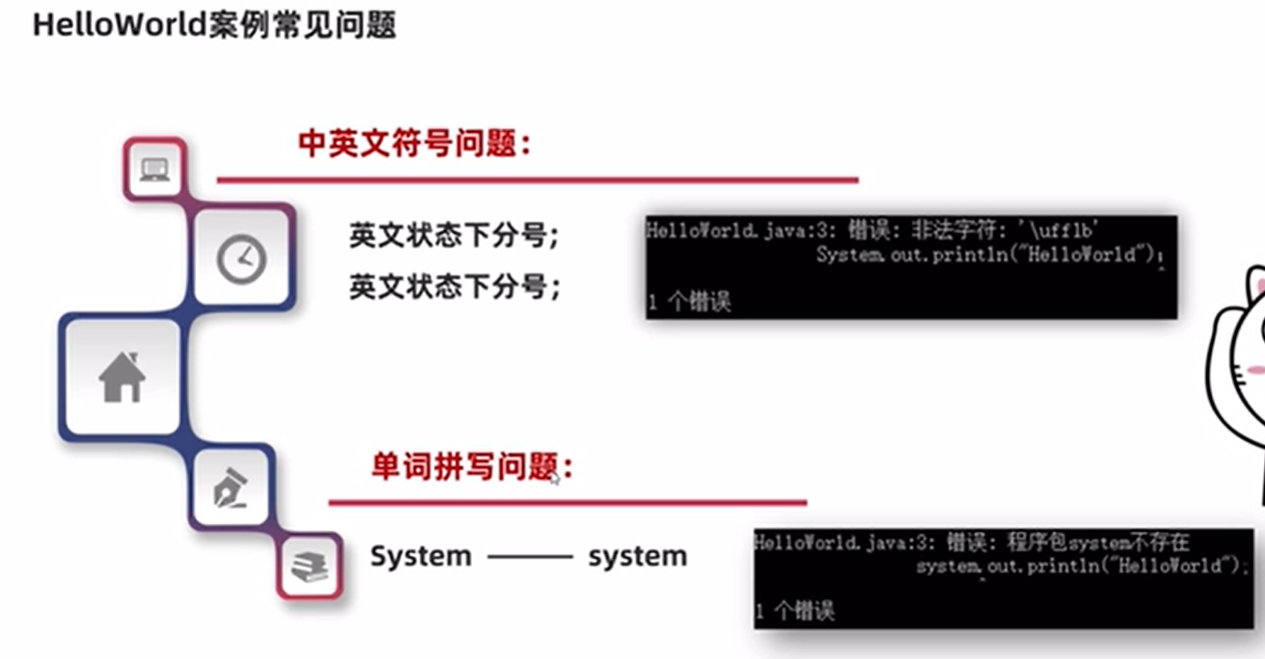 HelloWorld案例常见问题
中英文符号问题：
英文状态下分号;
英文状态下分号;
HelloWorld.java:3: 错误: 非法字符: '\uff1b'
System.out.println("HelloWorld")；
^
1 个错误
单词拼写问题：
System —— system
HelloWorld.java:3: 错误: 程序包system不存在
system.out.println("HelloWorld");
^
1 个错误